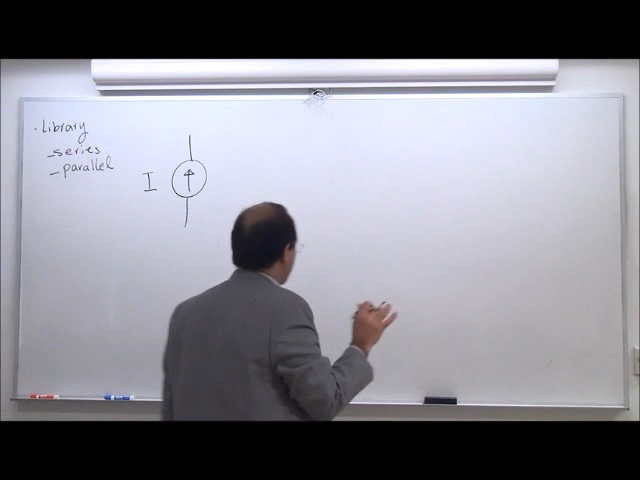 . Library
- series
- parallel
I